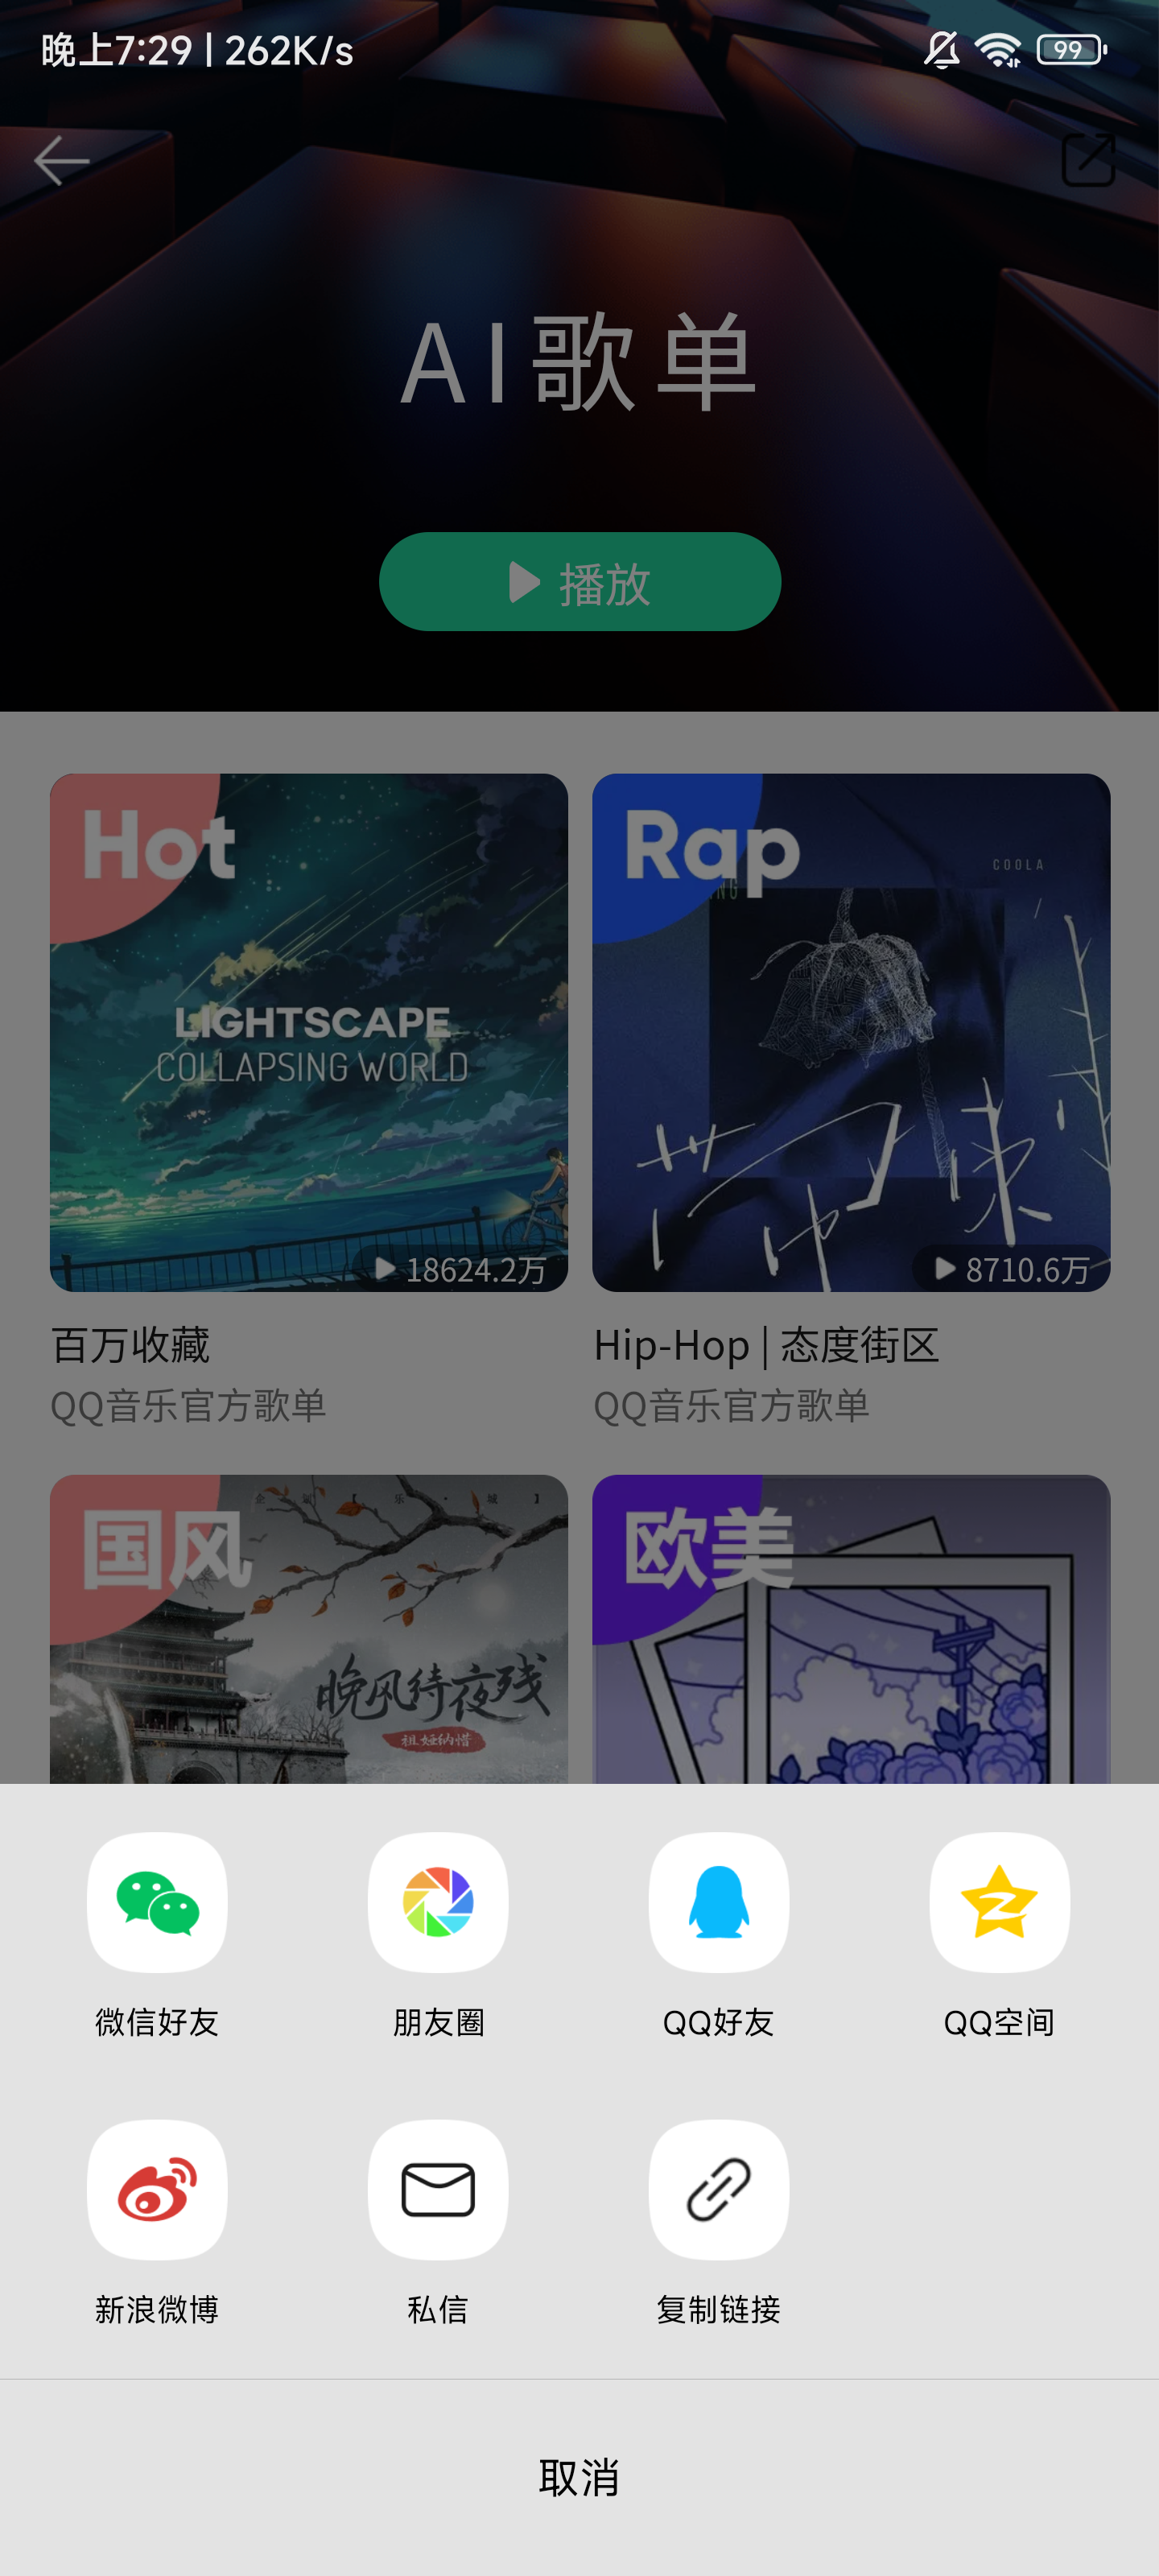 晚上7:29 | 262K/s
99
AI歌单
播放
Hot
LIGHTSCAPE
COLLAPSING WORLD
18624.2万
Rap
COOLA
百万收藏
QQ音乐官方歌单
8710.6万
Hip-Hop | 态度街区
QQ音乐官方歌单
国风
晚风待夜残
祖娅纳惜
欧美
微信好友
朋友圈
QQ好友
QQ空间
新浪微博
私信
复制链接
取消